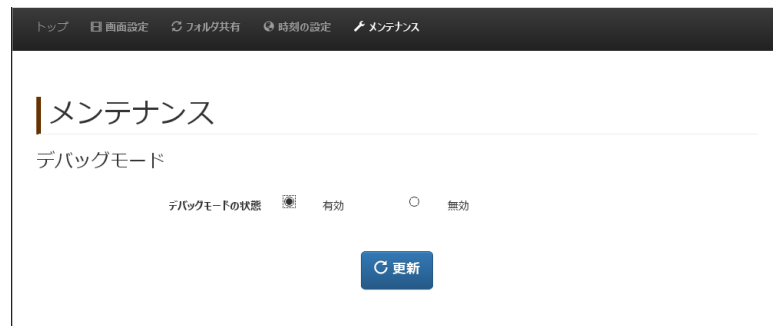 トップ 画面設定 フォルダ共有 時刻の設定 メンテナンス
メンテナンス
デバッグモード
デバックモードの状態 有効 無効
更新